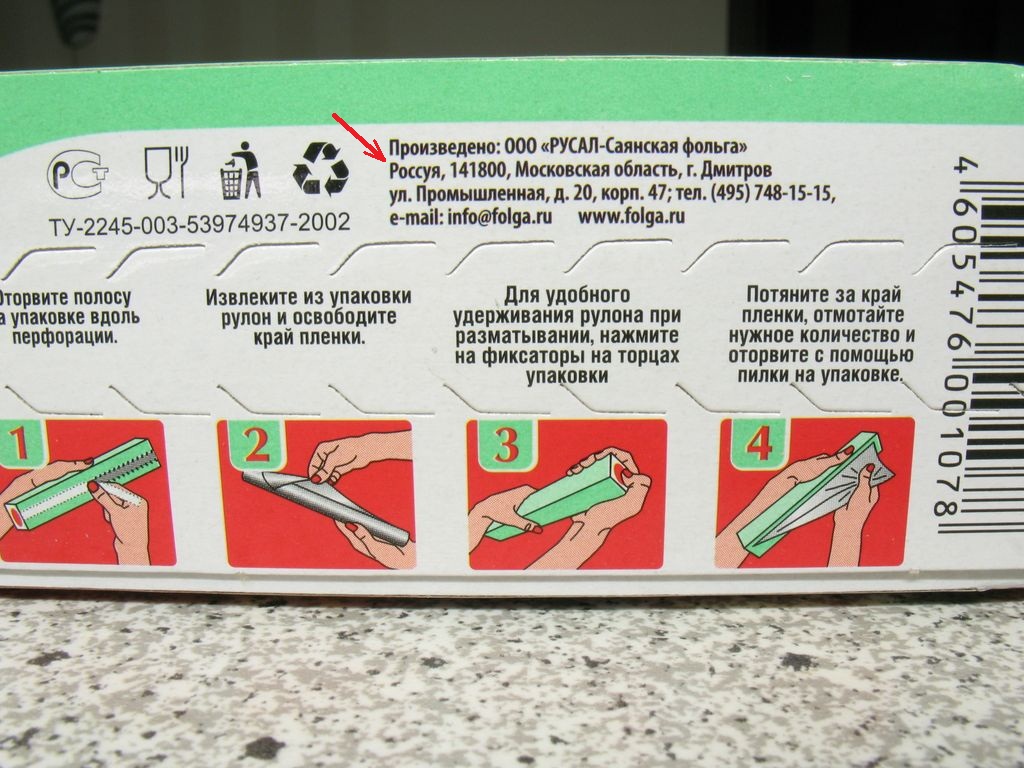 Произведено: ООО «РУСАЛ-Саянская фольга»
Россуя, 141800, Московская область, г. Дмитров
ул. Промышленная, д. 20, корп. 47; тел. (495) 748-15-15,
e-mail: info@folga.ru www.folga.ru
РСТ
ТУ-2245-003-53974937-2002
Оторвите полосу
на упаковке вдоль
перфорации.
Извлеките из упаковки
рулон и освободите
край пленки.
Для удобного
удерживания рулона при
разматывании, нажмите
на фиксаторы на торцах
упаковки
Потяните за край
пленки, отмотайте
нужное количество и
оторвите с помощью
пилки на упаковке.
1
2
3
4
4605476001078